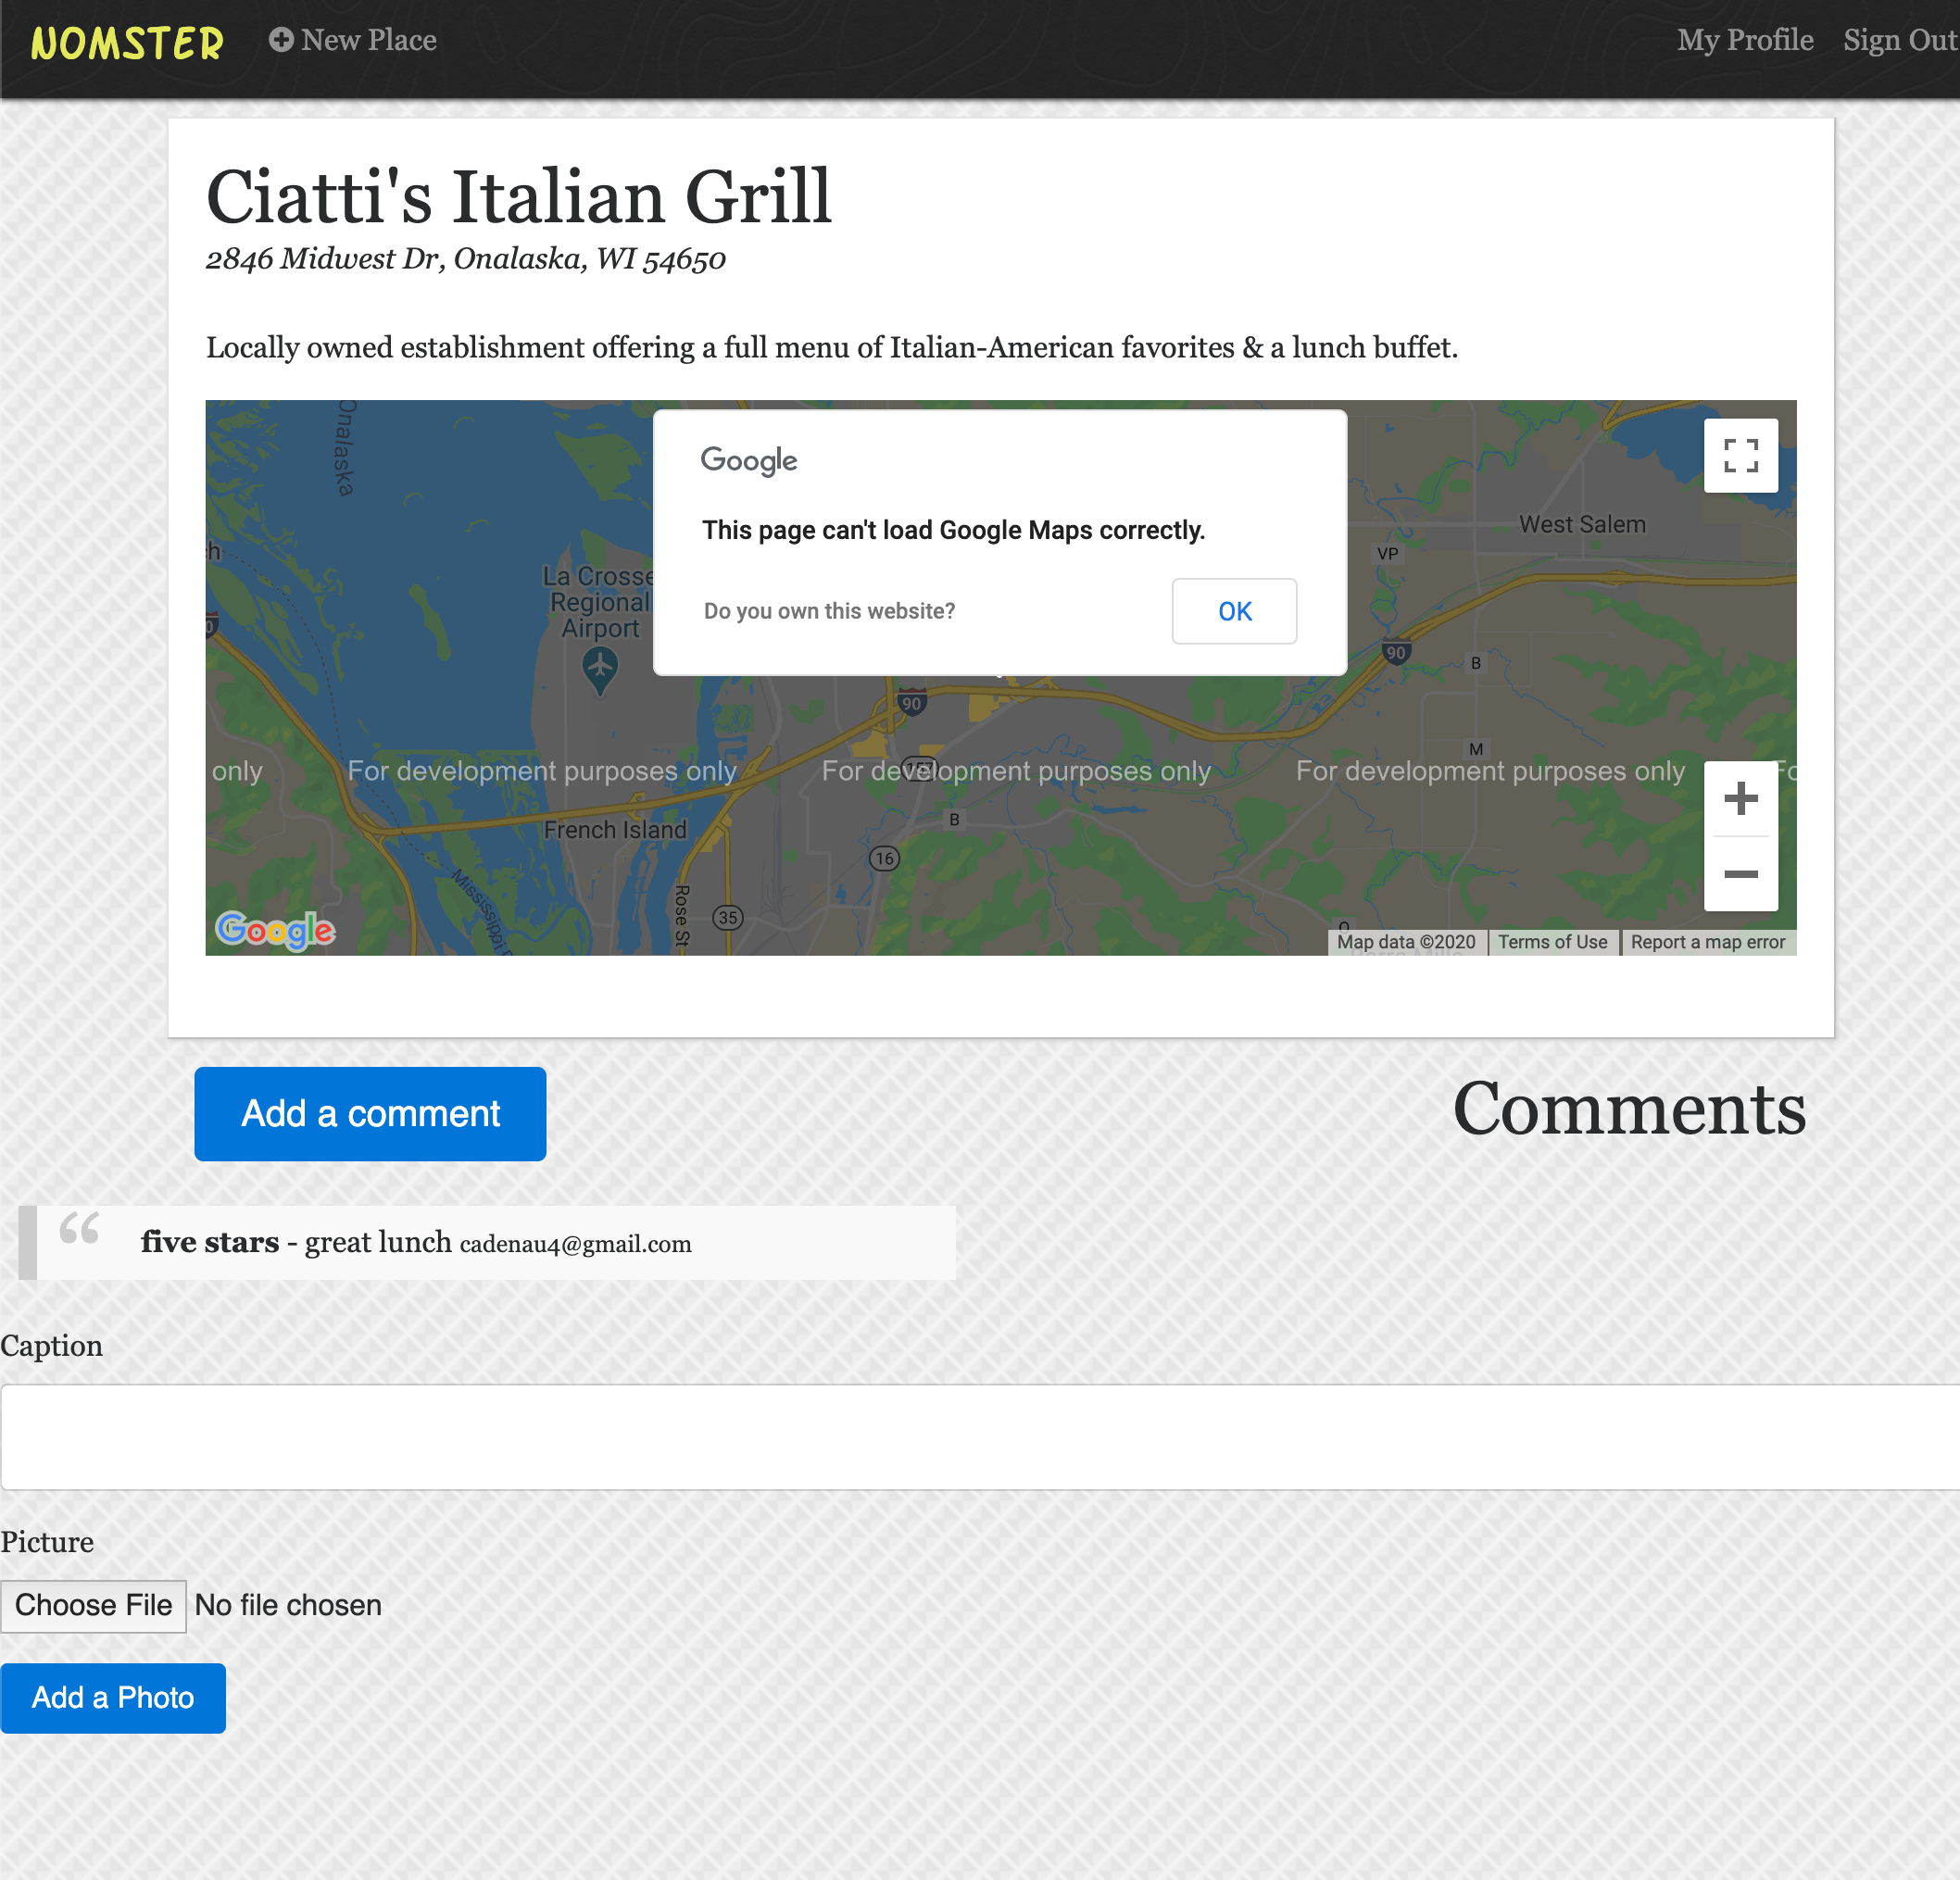 NOMSTER New Place My Profile Sign Out
Ciatti's Italian Grill
2846 Midwest Dr, Onalaska, WI 54650
Locally owned establishment offering a full menu of Italian-American favorites & a lunch buffet.
Onalaska
Google
This page can't load Google Maps correctly.
Do you own this website?
OK
West Salem
VP
La Crosse
Regional
Airport
90
B
90
M
only
For development purposes only
For development purposes only
For development purposes only
157
B
French Island
16
Mississippi
Rose St
35
Google
Map data ©2020
Terms of Use
Report a map error
Add a comment
Comments
“ five stars - great lunch cadenau4@gmail.com
Caption
Picture
Choose File No file chosen
Add a Photo